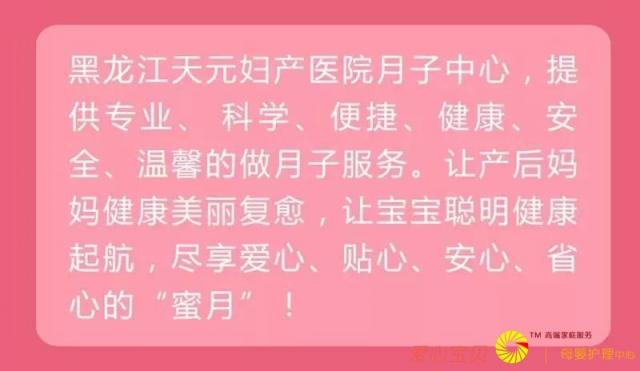 黑龙江天元妇产医院月子中心，提
供专业、 科学、便捷、健康、安
全、温馨的做月子服务。让产后妈
妈健康美丽复愈，让宝宝聪明健康
起航，尽享爱心、贴心、安心、省
心的“蜜月”！
爱心宝贝
TM 高端家庭服务
母婴护理中心